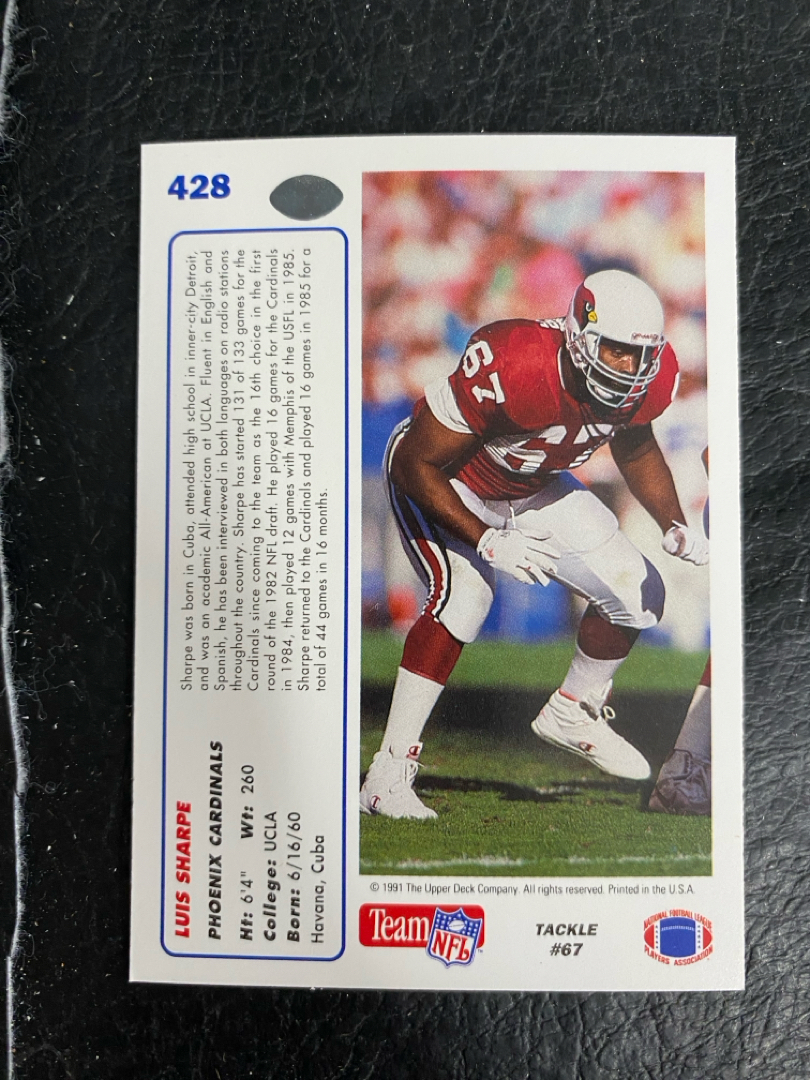 428
LUIS SHARPE
PHOENIX CARDINALS
Ht: 6'4" Wt: 260
College: UCLA
Born: 6/16/60
Havana, Cuba
Sharpe was born in Cuba, attended high school in inner-city Detroit,
and was an academic All-American at UCLA. Fluent in English and
Spanish, he has been interviewed in both languages on radio stations
throughout the country. Sharpe has started 131 of 133 games for the
Cardinals since coming to the team as the 16th choice in the first
round of the 1982 NFL draft. He played 16 games for the Cardinals
in 1984, then played 12 games with Memphis of the USFL in 1985.
Sharpe returned to the Cardinals and played 16 games in 1985 for a
total of 44 games in 16 months.
67
67
© 1991 The Upper Deck Company. All rights reserved. Printed in the U.S.A.
Team NFL
TM
TACKLE
#67
NATIONAL FOOTBALL LEAGUE
PLAYERS ASSOCIATION